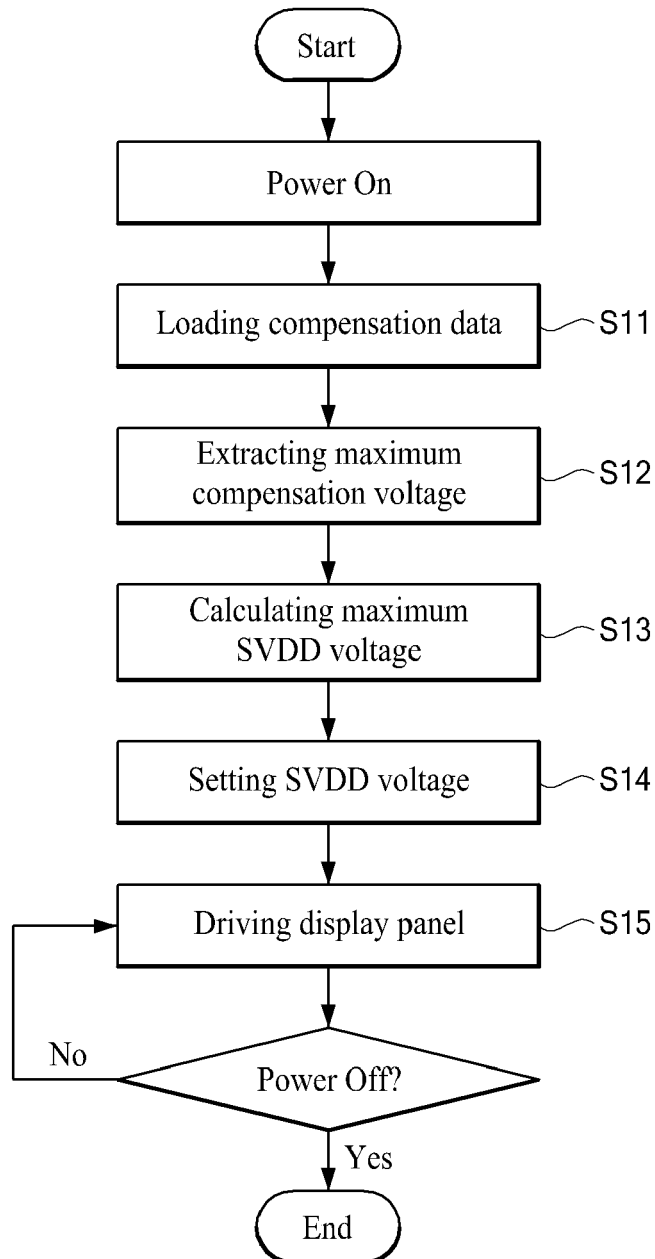 Start
Power On
Loading compensation data
S11
Extracting maximum
compensation voltage
S12
Calculating maximum
SVDD voltage
S13
Setting SVDD voltage
S14
Driving display panel
S15
No
Power Off?
Yes
End